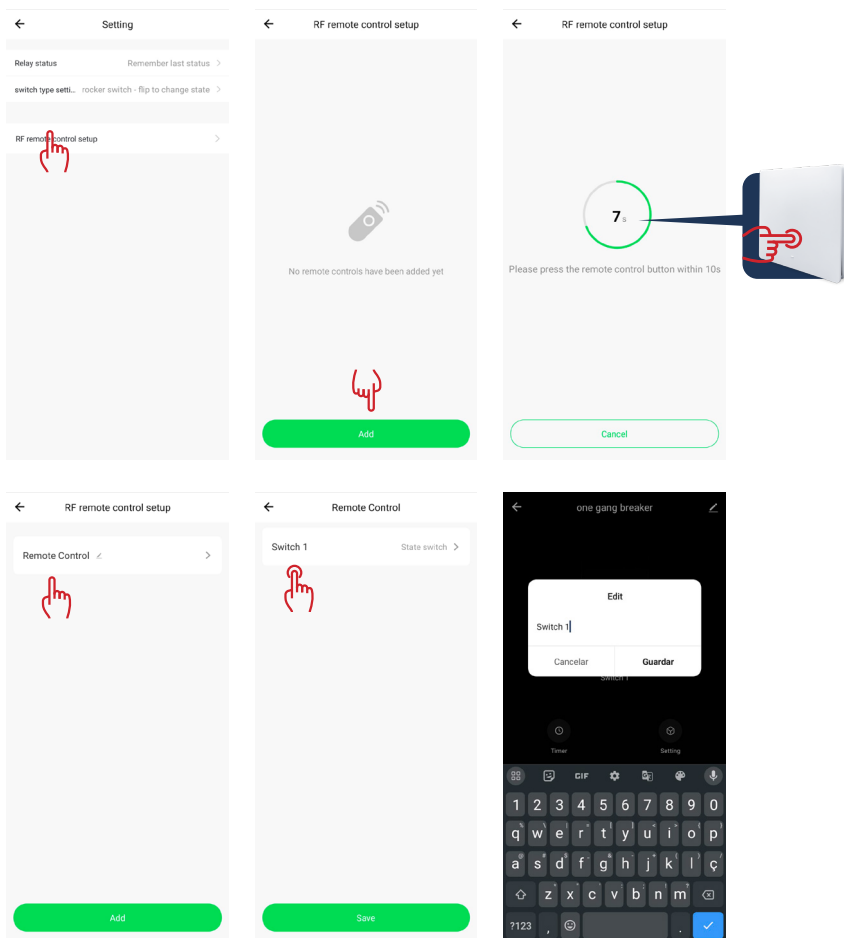 Setting
Relay status Remember last status
switch type setti... rocker switch - flip to change state
RF remote control setup
RF remote control setup
No remote controls have been added yet
Add
RF remote control setup
7 s
Please press the remote control button within 10s
Cancel
RF remote control setup
Remote Control
Add
Remote Control
Switch 1 State switch
Save
one gang breaker
Edit
Switch 1
Cancelar Guardar
Switch 1
Timer Setting
GIF
1 2 3 4 5 6 7 8 9 0
q w e r t y u i o p
a s d f g h j k l ç
z x c v b n m
?123 , .